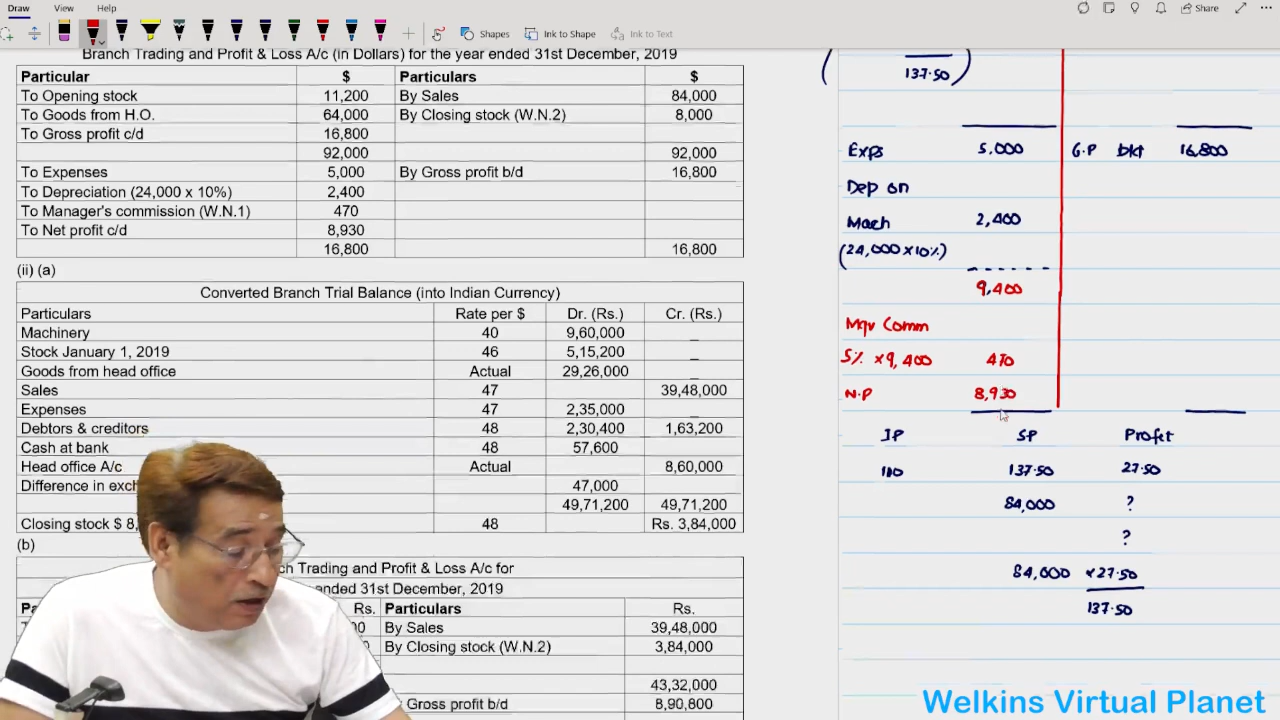 Draw
Share
Shapes
Ink to Shape
Ink to Text
Branch Trading and Profit & Loss A/c (in Dollars) for the year ended 31st December, 2019
Particular $ Particulars $
To Opening stock 11,200 By Sales 84,000
To Goods from H.O. 64,000 By Closing stock (W.N.2) 8,000
To Gross profit c/d 16,800
92,000 92,000
To Expenses 5,000 By Gross profit b/d 16,800
To Depreciation (24,000 x 10%) 2,400
To Manager's commission (W.N.1) 470
To Net profit c/d 8,930
16,800 16,800
(ii) (a)
Converted Branch Trial Balance (into Indian Currency)
Particulars Rate per $ Dr. (Rs.) Cr. (Rs.)
Machinery 40 9,60,000 _
Stock January 1, 2019 46 5,15,200 _
Goods from head office Actual 29,26,000 _
Sales 47 39,48,000
Expenses 47 2,35,000
Debtors & creditors 48 2,30,400 1,63,200
Cash at bank 48 57,600
Head office A/c Actual 8,60,000
Difference in 47,000
49,71,200 49,71,200
Closing stock $ 8, 48 Rs. 3,84,000
(b)
Trading and Profit & Loss A/c for
ended 31st December, 2019
Rs. Particulars Rs.
By Sales 39,48,000
By Closing stock (W.N.2) 3,84,000
43,32,000
Gross profit b/d 8,90,800
( 137.50 )
Exps 5,000 G.P bkt 16,800
Dep on
Mach 2,400
(24,000 x 10%)
9,400
Mgr Comm
5% x 9,400 470
N.P 8,930
IP SP Profit
110 137.50 27.50
84,000 ?
?
84,000 x 27.50
137.50
Welkins Virtual Planet